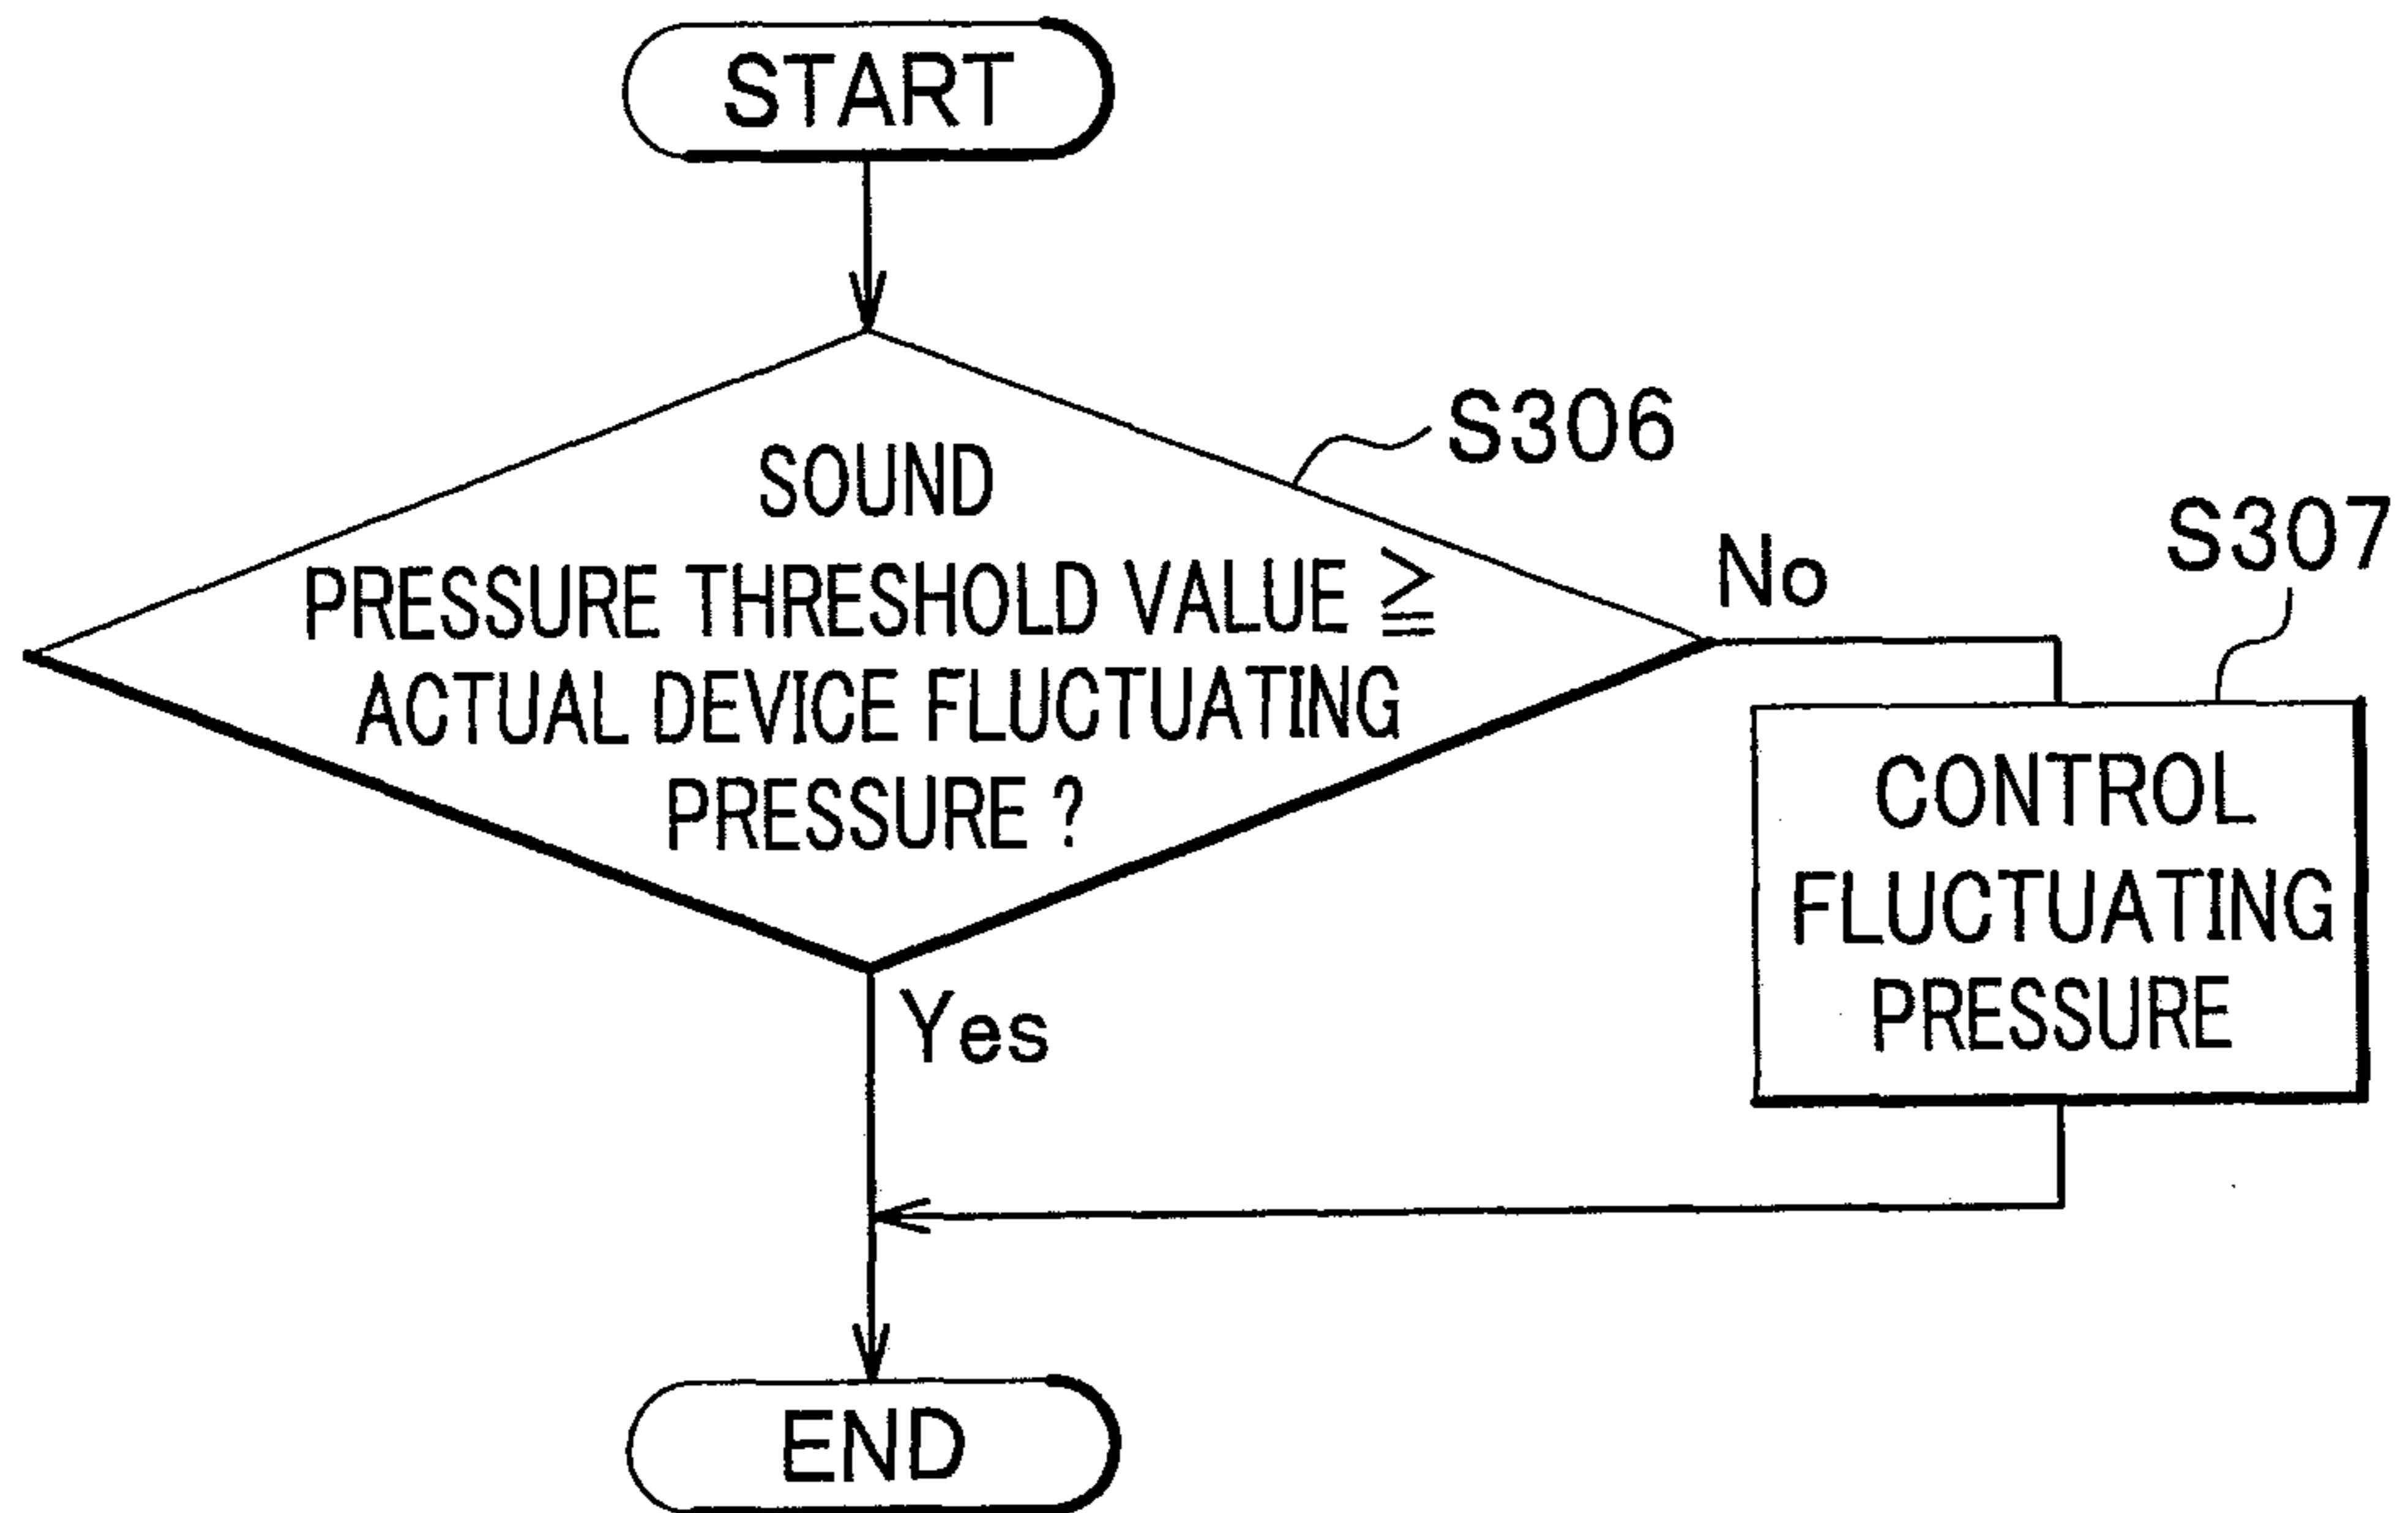 START
S306
SOUND
PRESSURE THRESHOLD VALUE ≧
ACTUAL DEVICE FLUCTUATING
PRESSURE ?
No
S307
CONTROL
FLUCTUATING
PRESSURE
Yes
END